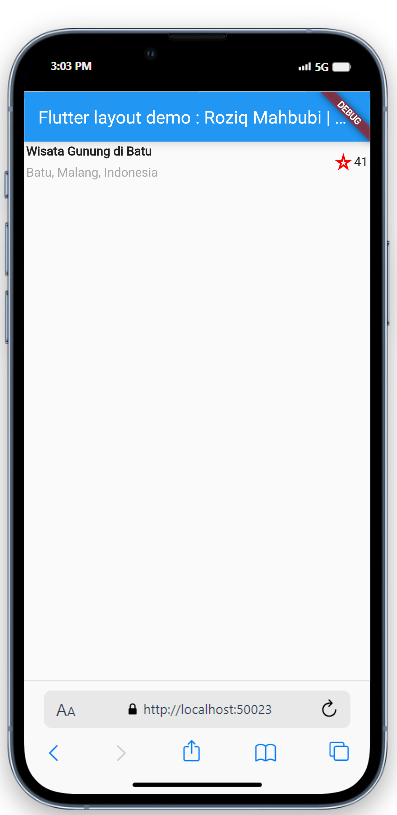 3:03 PM 5G
DEBUG
Flutter layout demo : Roziq Mahbubi | ...
Wisata Gunung di Batu
41
Batu, Malang, Indonesia
AA http://localhost:50023